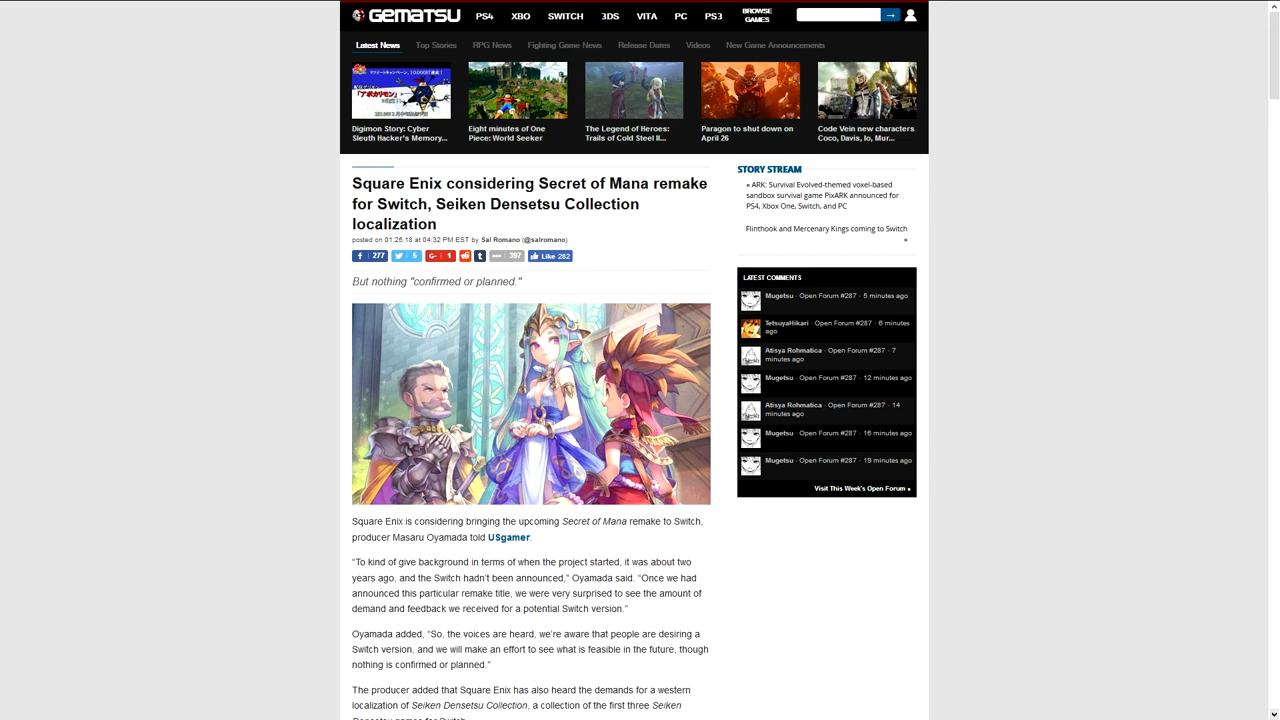 GEMATSU
PS4 XBO SWITCH 3DS VITA PC PS3 BROWSE GAMES
Latest News Top Stories RPG News Fighting Game News Release Dates Videos New Game Announcements
Digimon Story: Cyber
Sleuth Hacker's Memory...
Eight minutes of One
Piece: World Seeker
The Legend of Heroes:
Trails of Cold Steel II...
Paragon to shut down on
April 26
Code Vein new characters
Coco, Davis, Io, Mur...
Square Enix considering Secret of Mana remake
for Switch, Seiken Densetsu Collection
localization
posted on 01.25.18 at 04:32 PM EST by Sal Romano (@salromano)
277 5 1 397 Like 282
But nothing "confirmed or planned."
Square Enix is considering bringing the upcoming Secret of Mana remake to Switch,
producer Masaru Oyamada told USgamer.
“To kind of give background in terms of when the project started, it was about two
years ago, and the Switch hadn’t been announced,” Oyamada said. “Once we had
announced this particular remake title, we were very surprised to see the amount of
demand and feedback we received for a potential Switch version.”
Oyamada added, “So, the voices are heard, we’re aware that people are desiring a
Switch version, and we will make an effort to see what is feasible in the future, though
nothing is confirmed or planned.”
The producer added that Square Enix has also heard the demands for a western
localization of Seiken Densetsu Collection, a collection of the first three Seiken
Densetsu games for Switch.
STORY STREAM
« ARK: Survival Evolved-themed voxel-based
sandbox survival game PixARK announced for
PS4, Xbox One, Switch, and PC
Flinthook and Mercenary Kings coming to Switch
»
LATEST COMMENTS
Mugetsu · Open Forum #287 · 5 minutes ago
TetsuyaHikari · Open Forum #287 · 6 minutes
ago
Atisya Rohmatica · Open Forum #287 · 7
minutes ago
Mugetsu · Open Forum #287 · 12 minutes ago
Atisya Rohmatica · Open Forum #287 · 14
minutes ago
Mugetsu · Open Forum #287 · 16 minutes ago
Mugetsu · Open Forum #287 · 19 minutes ago
Visit This Week's Open Forum »